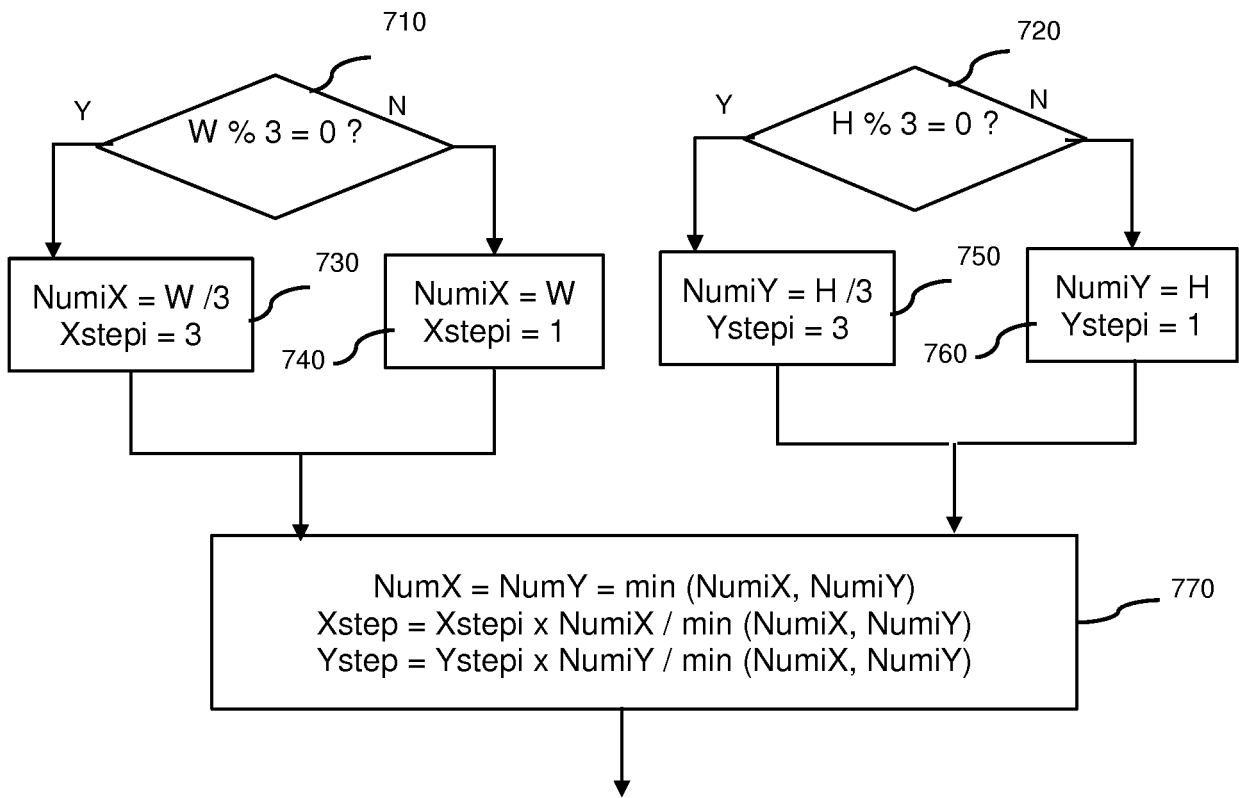 710
720
Y
N
W % 3 = 0 ?
Y
N
H % 3 = 0 ?
730
NumiX = W /3
Xstepi = 3
740
NumiX = W
Xstepi = 1
750
NumiY = H /3
Ystepi = 3
760
NumiY = H
Ystepi = 1
NumX = NumY = min (NumiX, NumiY)
Xstep = Xstepi x NumiX / min (NumiX, NumiY)
Ystep = Ystepi x NumiY / min (NumiX, NumiY)
770